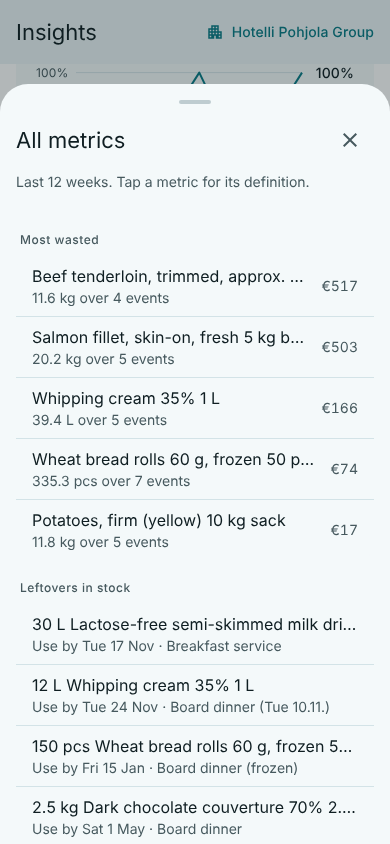 Insights
Hotelli Pohjola Group
100%
100%
All metrics
Last 12 weeks. Tap a metric for its definition.
Most wasted
Beef tenderloin, trimmed, approx. ...
€517
11.6 kg over 4 events
Salmon fillet, skin-on, fresh 5 kg b...
€503
20.2 kg over 5 events
Whipping cream 35% 1 L
€166
39.4 L over 5 events
Wheat bread rolls 60 g, frozen 50 p...
€74
335.3 pcs over 7 events
Potatoes, firm (yellow) 10 kg sack
€17
11.8 kg over 5 events
Leftovers in stock
30 L Lactose-free semi-skimmed milk dri...
Use by Tue 17 Nov · Breakfast service
12 L Whipping cream 35% 1 L
Use by Tue 24 Nov · Board dinner (Tue 10.11.)
150 pcs Wheat bread rolls 60 g, frozen 5...
Use by Fri 15 Jan · Board dinner (frozen)
2.5 kg Dark chocolate couverture 70% 2....
Use by Sat 1 May · Board dinner